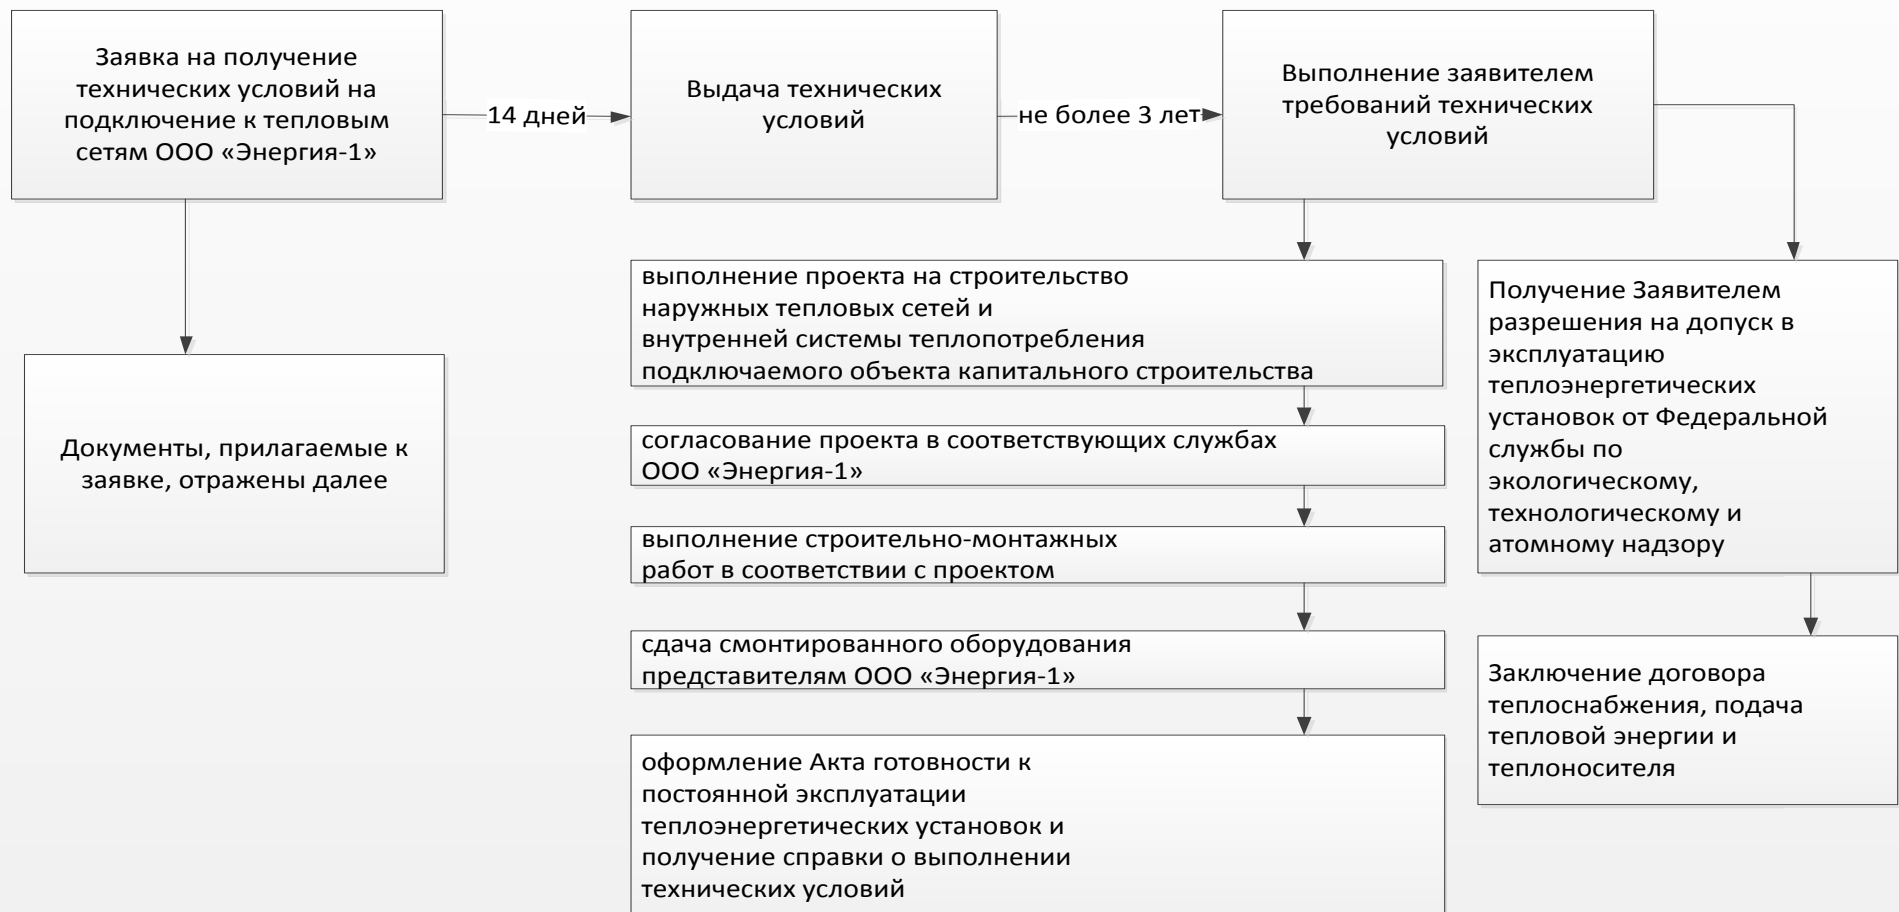 Заявка на получение
технических условий на
подключение к тепловым
сетям ООО «Энергия-1»
14 дней
Выдача технических
условий
не более 3 лет
Выполнение заявителем
требований технических
условий
Документы, прилагаемые к
заявке, отражены далее
выполнение проекта на строительство
наружных тепловых сетей и
внутренней системы теплопотребления
подключаемого объекта капитального строительства
согласование проекта в соответствующих службах
ООО «Энергия-1»
выполнение строительно-монтажных
работ в соответствии с проектом
сдача смонтированного оборудования
представителям ООО «Энергия-1»
оформление Акта готовности к
постоянной эксплуатации
теплоэнергетических установок и
получение справки о выполнении
технических условий
Получение Заявителем
разрешения на допуск в
эксплуатацию
теплоэнергетических
установок от Федеральной
службы по
экологическому,
технологическому и
атомному надзору
Заключение договора
теплоснабжения, подача
тепловой энергии и
теплоносителя